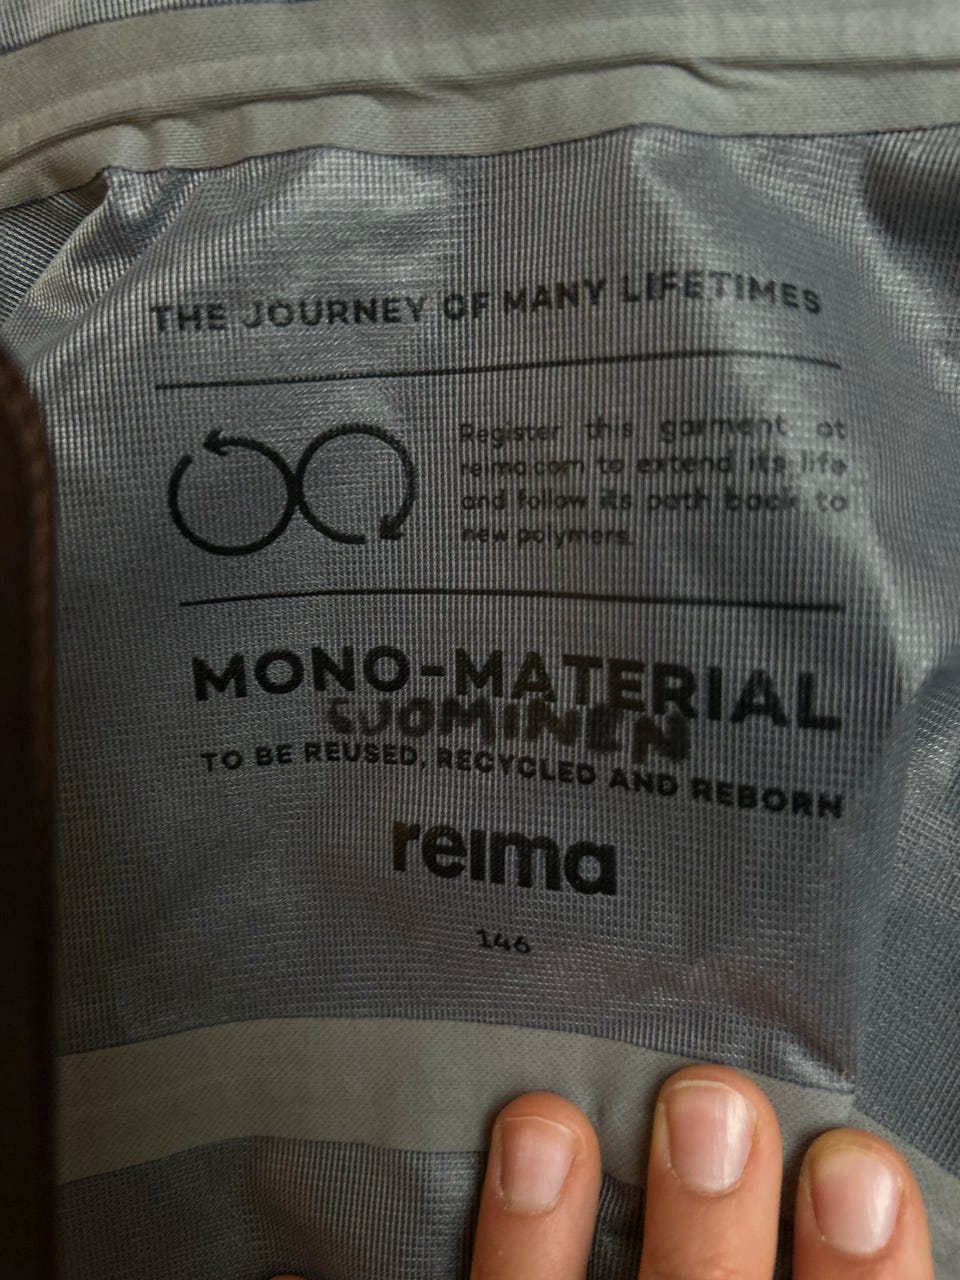 THE JOURNEY OF MANY LIFETIMES
Register this garment at
reima.com to extend its life
and follow its path back to
new polymers.
MONO-MATERIAL
SUOMINEN
TO BE REUSED, RECYCLED AND REBORN
reima
146